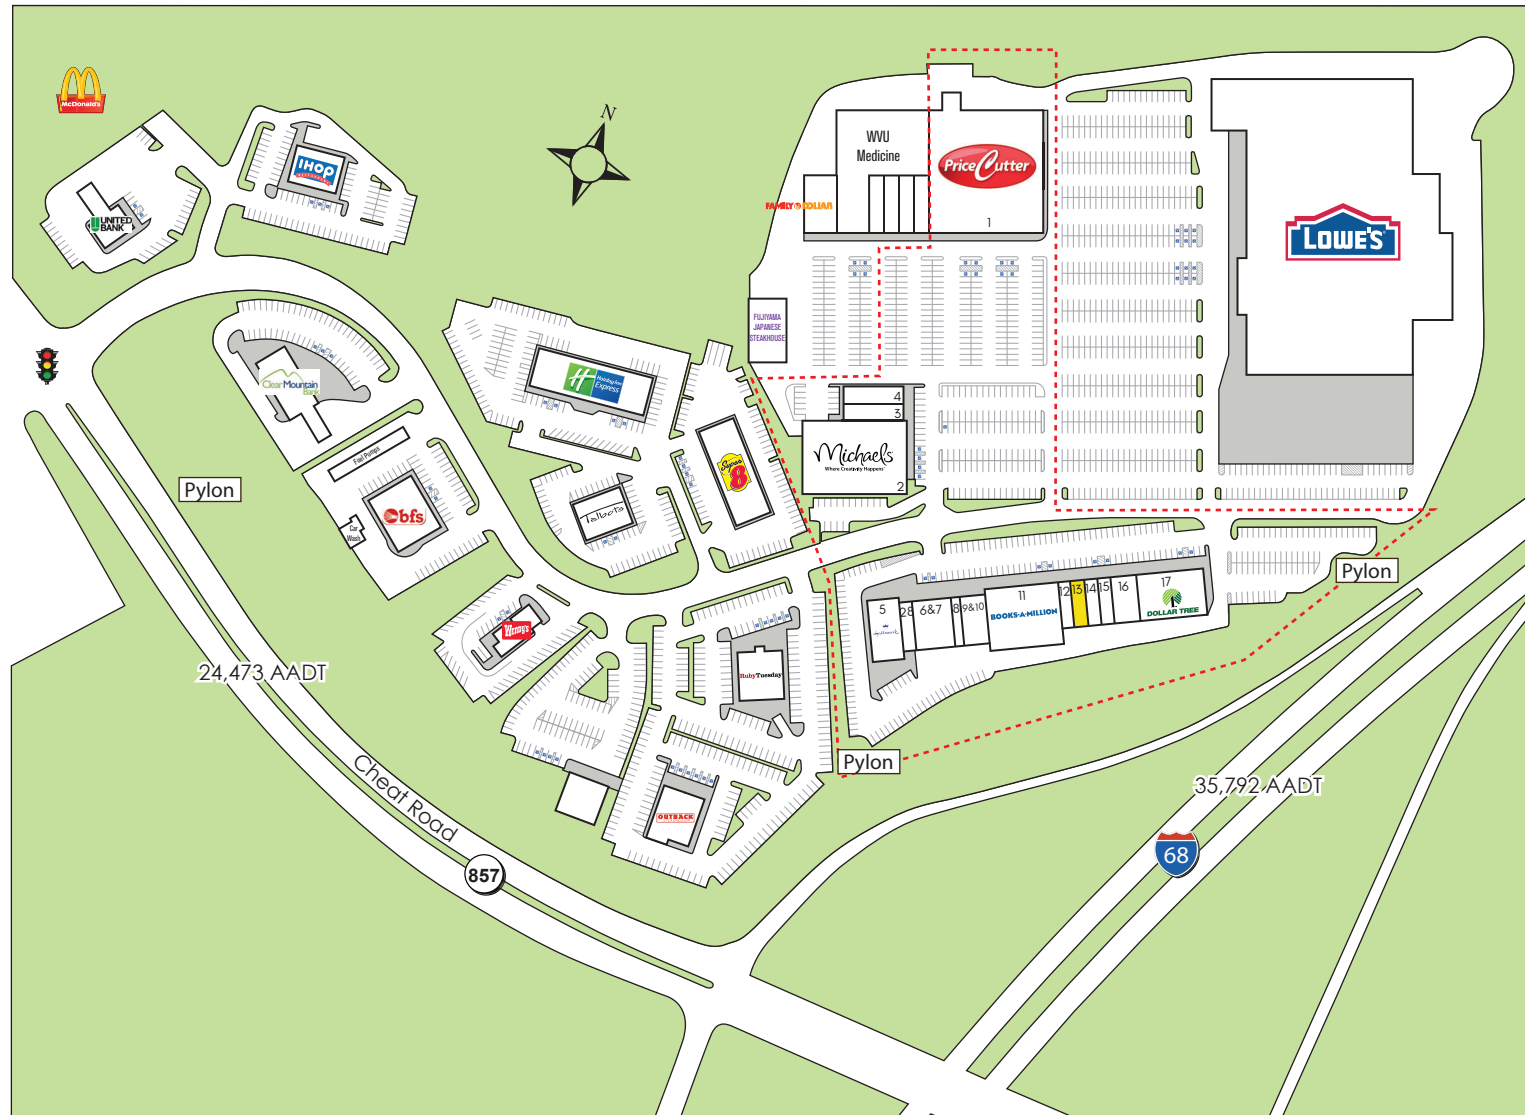 McDonald's
IHOP
RESTAURANT
UNITED
BANK
N
WVU
Medicine
PriceCutter
FAMILY DOLLAR
1
LOWE'S
FUJIYAMA
JAPANESE
STEAKHOUSE
Clear Mountain
Bank
H
Holiday Inn
Express
4
3
Michaels
Where Creativity Happens
2
Super
8
Fuel Pumps
Pylon
bfs
Car
Wash
Talbots
Wendy's
5
Hallmark
28
6&7
8
9&10
11
BOOKS-A-MILLION
12
13
14
15
16
17
DOLLAR TREE
Pylon
24,473 AADT
Ruby Tuesday
Pylon
Cheat Road
OUTBACK
35,792 AADT
68
857